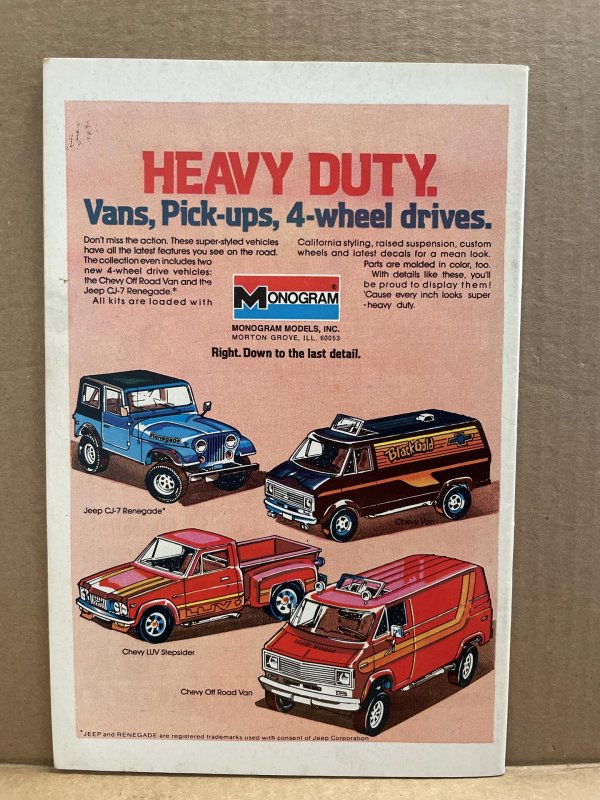 HEAVY DUTY.
Vans, Pick-ups, 4-wheel drives.
Don't miss the action. These super-styled vehicles
have all the latest features you see on the road.
The collection even includes two
new 4-wheel drive vehicles:
the Chevy Off Road Van and the
Jeep CJ-7 Renegade.*
All kits are loaded with
California styling, raised suspension, custom
wheels and latest decals for a mean look.
Parts are molded in color, too.
With details like these, you'll
be proud to display them!
'Cause every inch looks super
-heavy duty.
MONOGRAM®
MONOGRAM MODELS, INC.
MORTON GROVE, ILL. 60053
Right. Down to the last detail.
Renegade
Jeep CJ-7 Renegade*
BlackGold
Chevy Van
LUV
Chevy LUV Stepsider
Chevy Off Road Van
*JEEP and RENEGADE are registered trademarks used with consent of Jeep Corporation